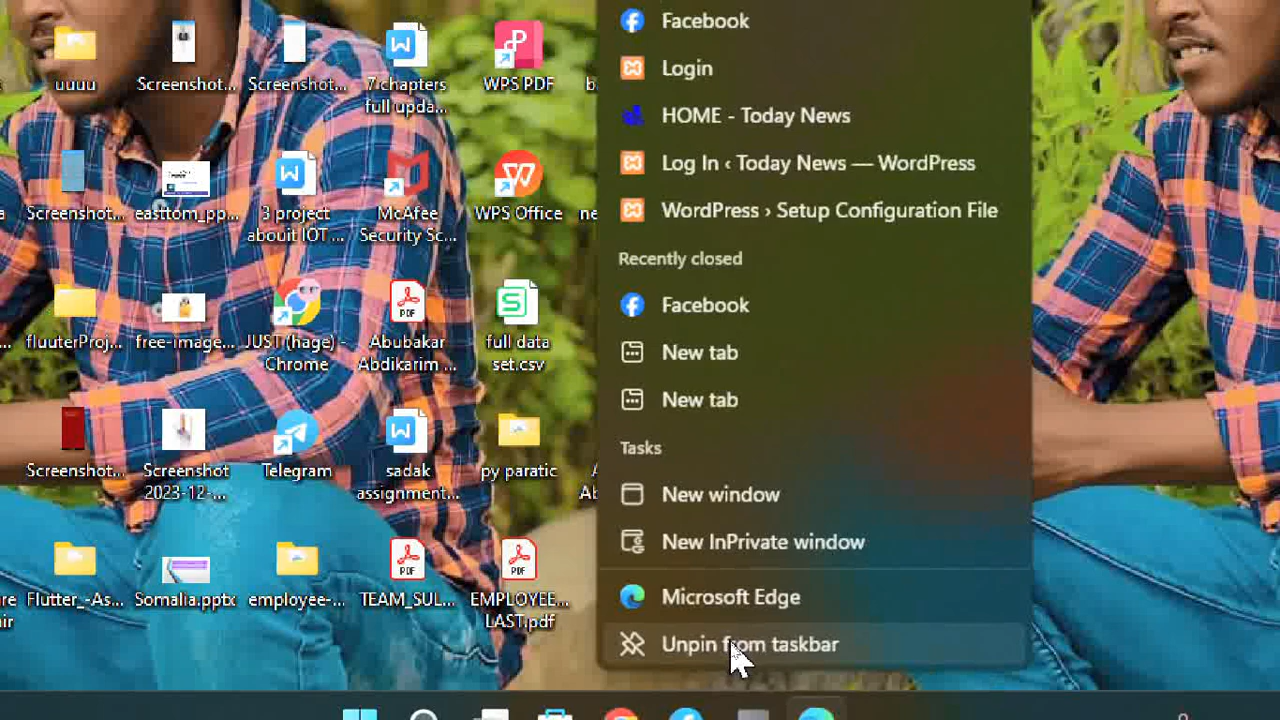 uuuu
Screenshot...
Screenshot...
7 chapters
full upda...
WPS PDF
Screenshot...
easttom_pp...
3 project
abouit IOT ...
McAfee
Security Sc...
WPS Office
fluuterProj...
free-image...
JUST (hage) -
Chrome
Abubakar
Abdikarim ...
full data
set.csv
Screenshot...
Screenshot
2023-12-...
Telegram
sadak
assignment...
py paratic
Flutter_-As...
Somalia.pptx
employee-...
TEAM_SUL...
EMPLOYEE...
LAST.pdf
Facebook
Login
HOME - Today News
Log In ‹ Today News — WordPress
WordPress › Setup Configuration File
Recently closed
Facebook
New tab
New tab
Tasks
New window
New InPrivate window
Microsoft Edge
Unpin from taskbar